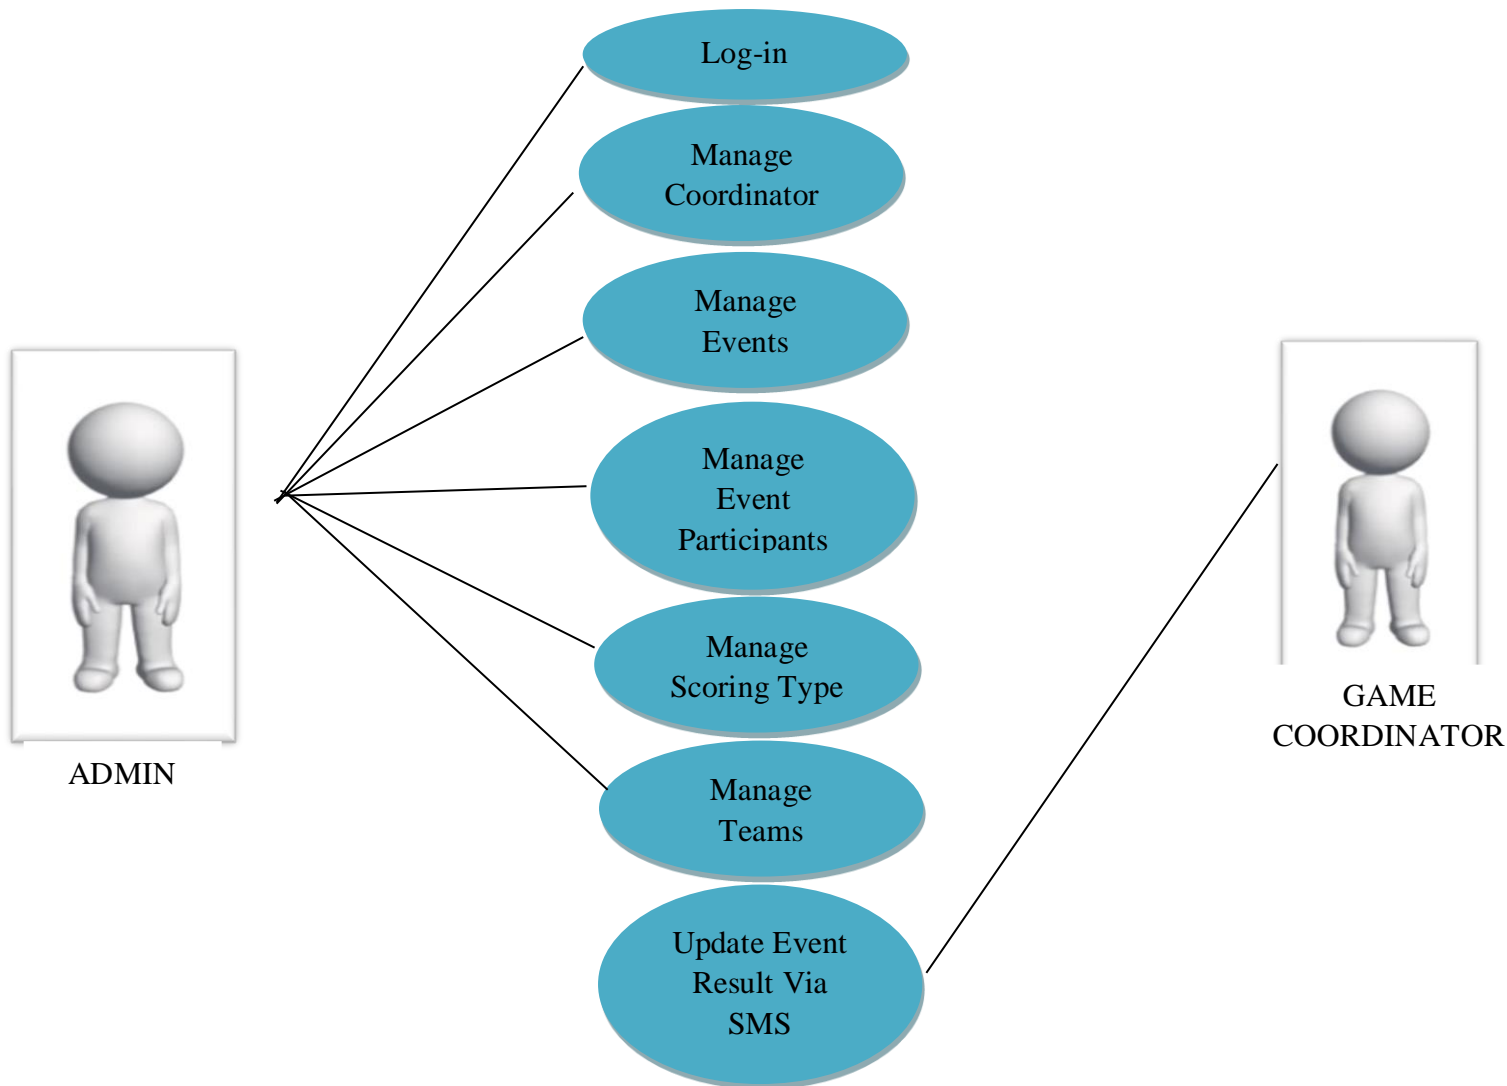 Log-in
Manage
Coordinator
Manage
Events
Manage
Event
Participants
Manage
Scoring Type
Manage
Teams
Update Event
Result Via
SMS
ADMIN
GAME
COORDINATOR